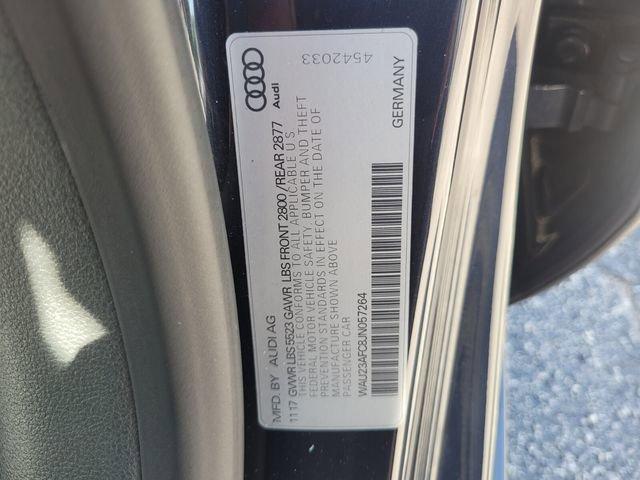 4542033
Audi
MFD. BY AUDI AG
11 17 GVWR LBS 5523 GAWR LBS FRONT 2800 / REAR 2877
THIS VEHICLE CONFORMS TO ALL APPLICABLE U S
FEDERAL MOTOR VEHICLE SAFETY, BUMPER AND THEFT
PREVENTION STANDARDS IN EFFECT ON THE DATE OF
MANUFACTURE SHOWN ABOVE
PASSENGER CAR
WAU23AFC8JN057264
GERMANY